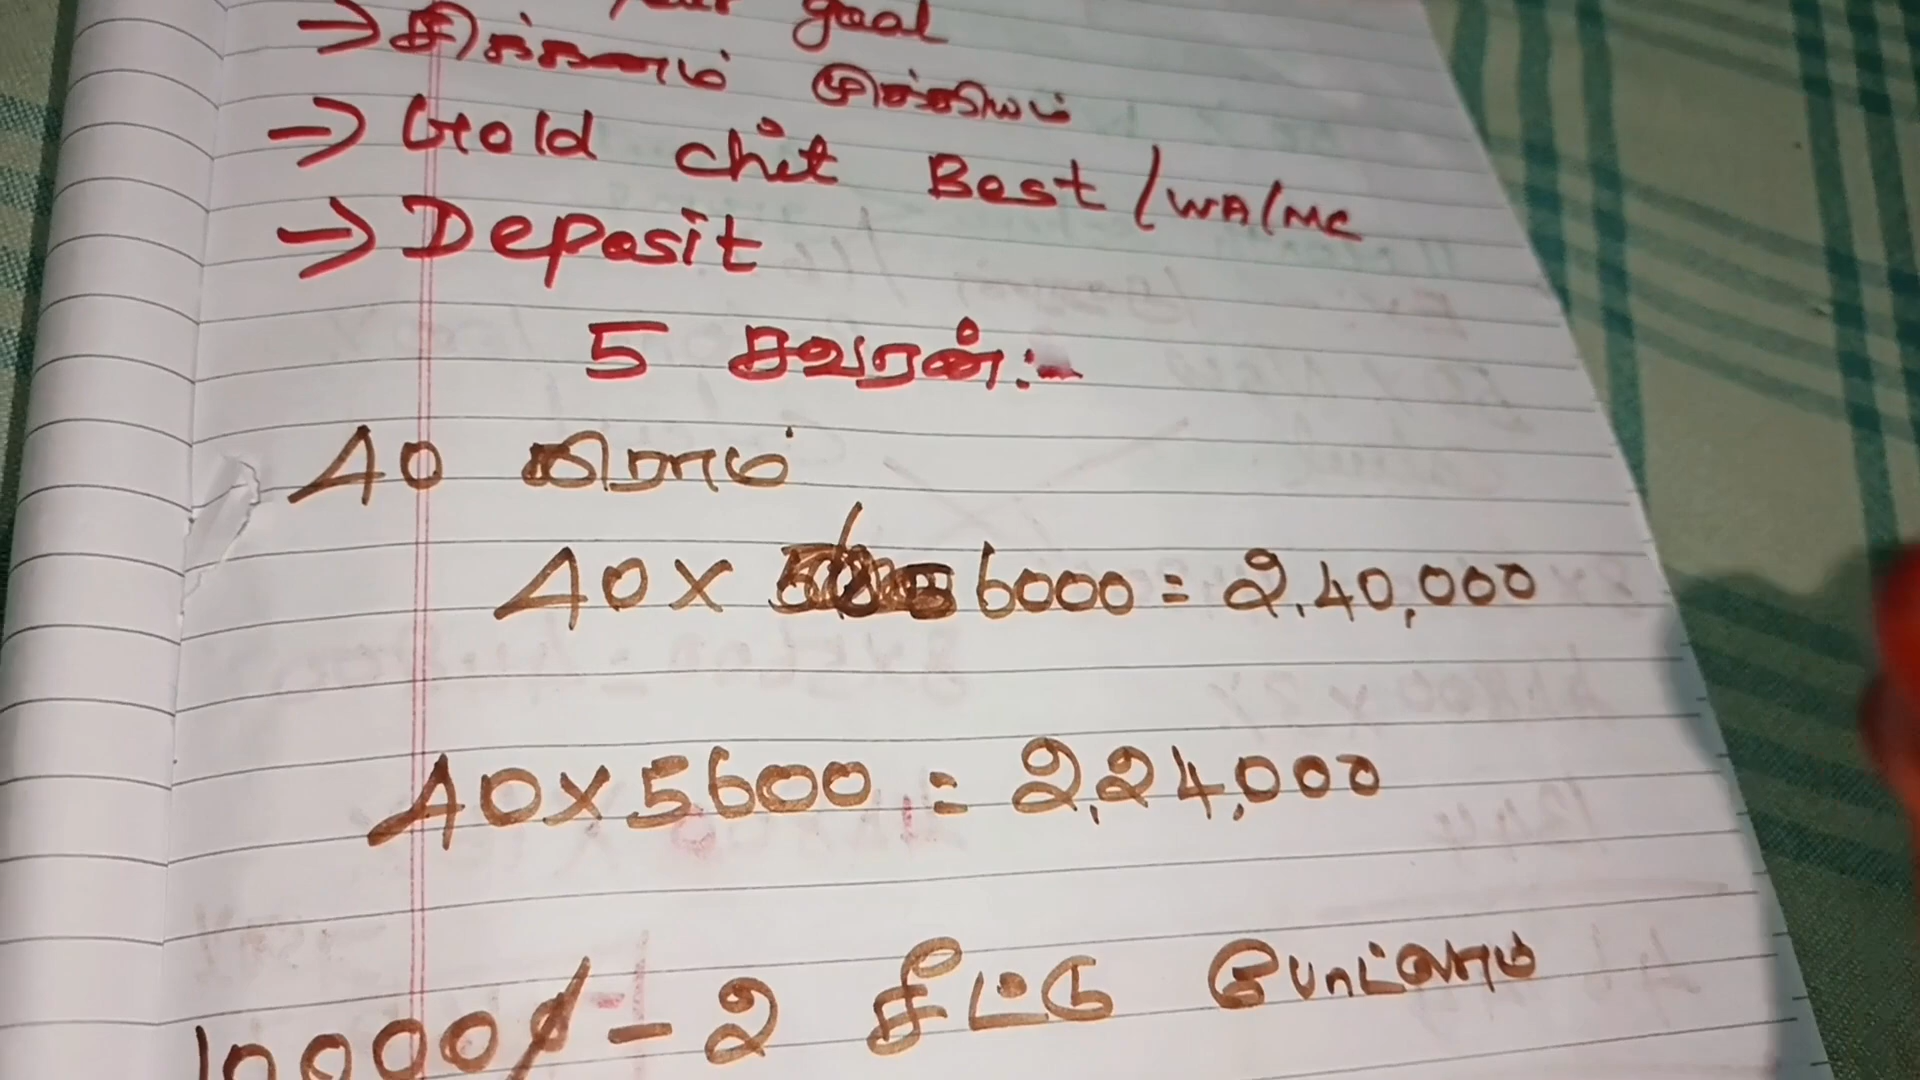 goal
→ சிக்கனம் முக்கியம்
→ Gold chit Best / WA / MC
→ Deposit
5 சவரன் :-
40 கிராம்
40 X 6000 = 2,40,000
40 X 5600 = 2,24,000
10000/ - 2 சீட்டு போட்லாம்